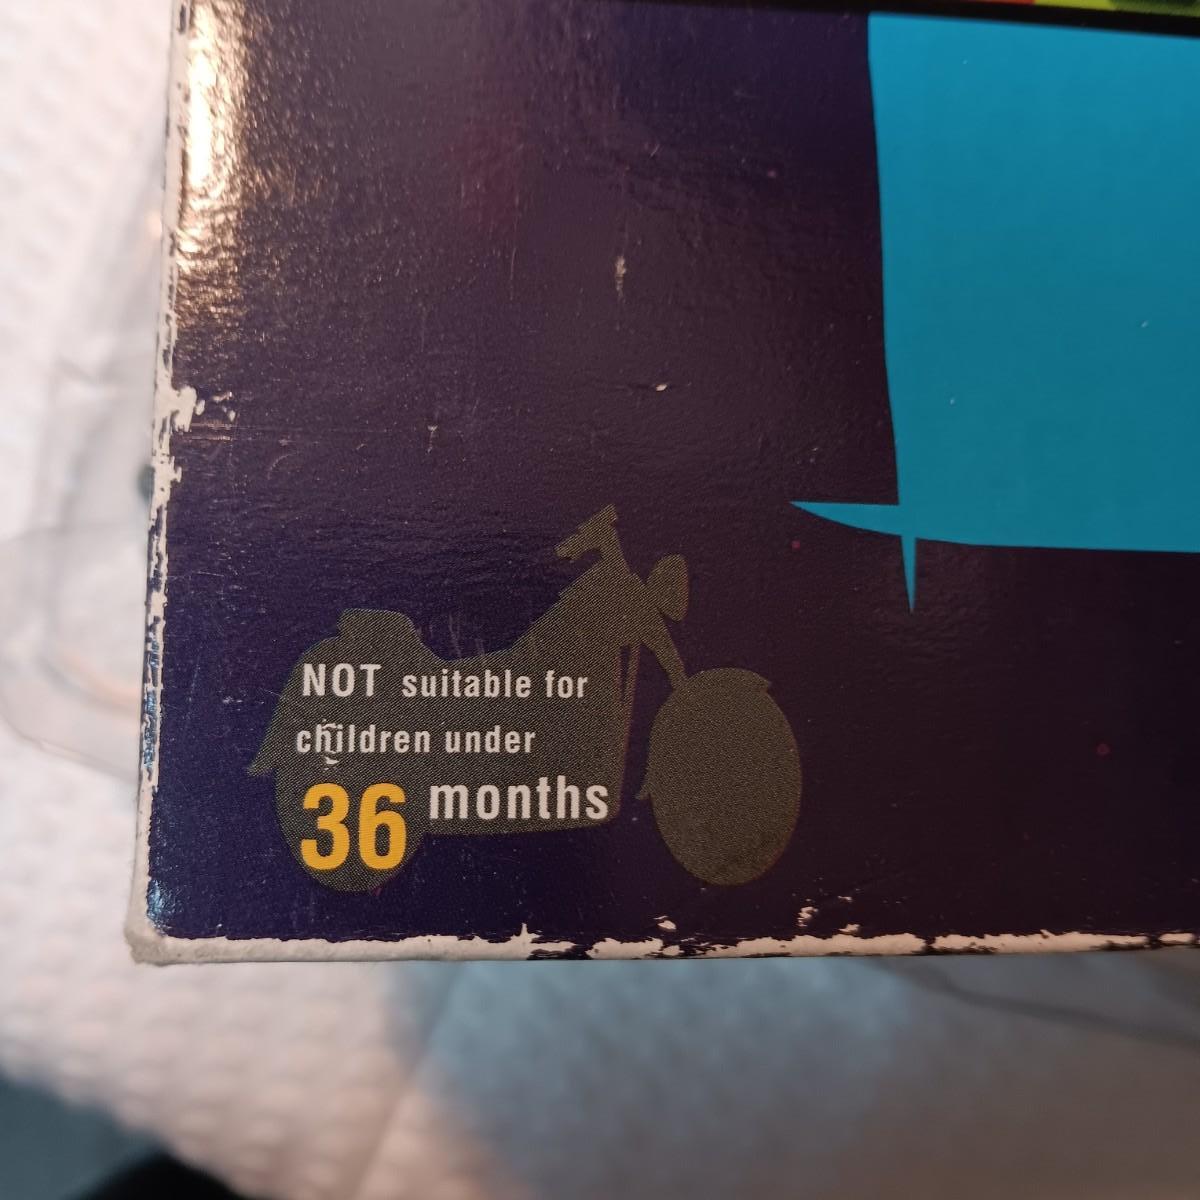 NOT suitable for
children under
36 months